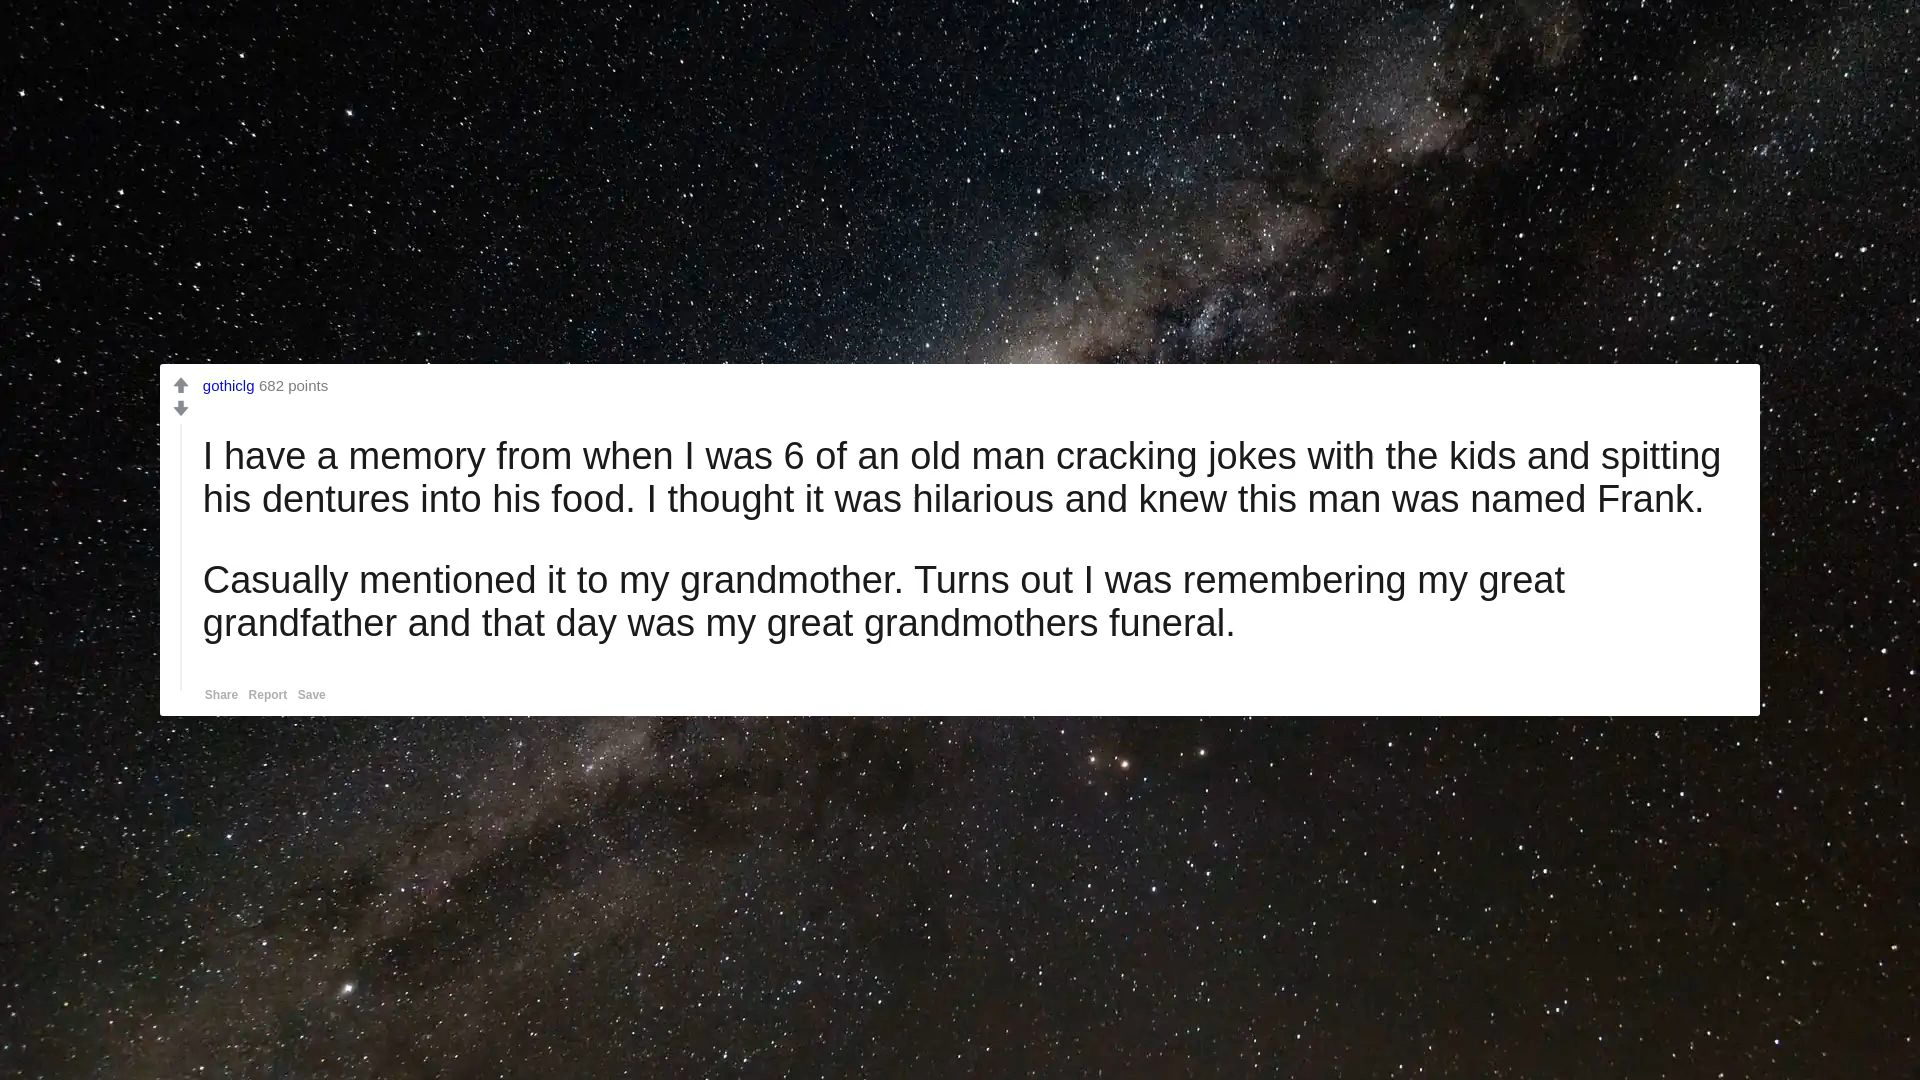 gothiclg 682 points
I have a memory from when I was 6 of an old man cracking jokes with the kids and spitting
his dentures into his food. I thought it was hilarious and knew this man was named Frank.
Casually mentioned it to my grandmother. Turns out I was remembering my great
grandfather and that day was my great grandmothers funeral.
Share Report Save